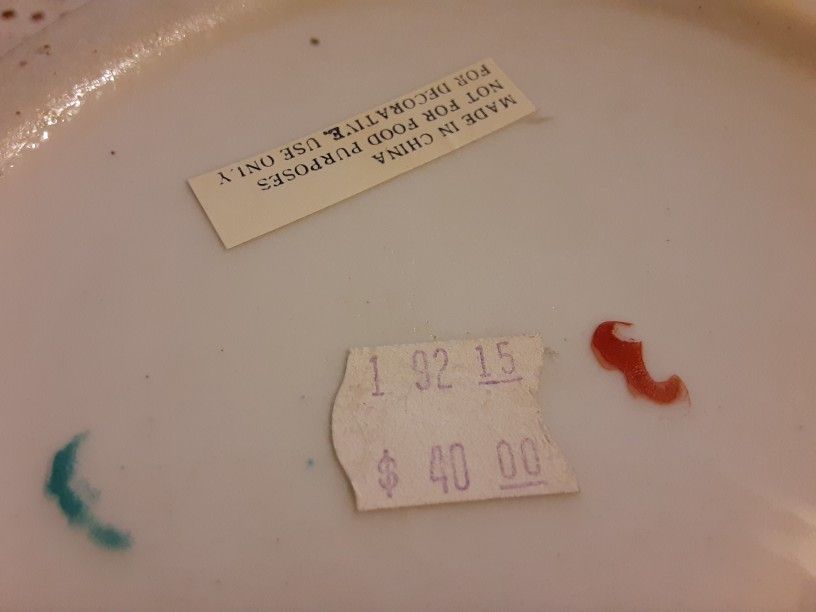 MADE IN CHINA
NOT FOR FOOD PURPOSES
FOR DECORATIVE, USE ONLY
1 92 15
$ 40 00